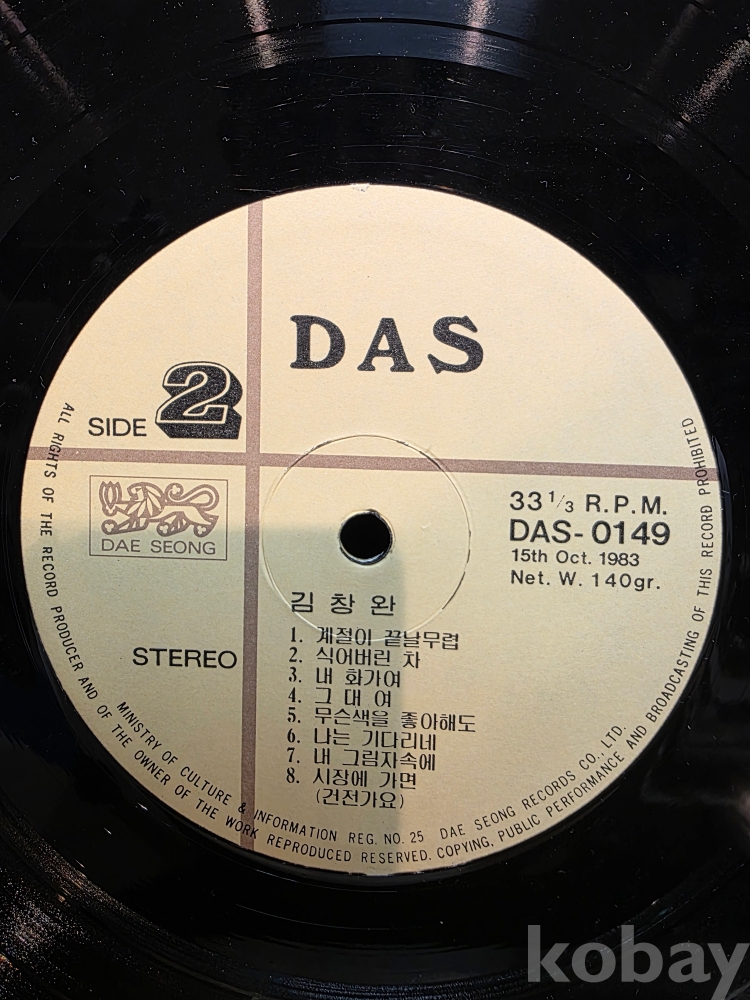 DAS
SIDE 2
DAE SEONG
STEREO
33 1/3 R.P.M.
DAS-0149
15th Oct. 1983
Net. W. 140gr.
김창완
1. 계절이 끝날무렵
2. 식어버린 차
3. 내 화가여
4. 그대여
5. 무슨색을 좋아해도
6. 나는 기다리네
7. 내 그림자속에
8. 시장에 가면
(건전가요)
ALL RIGHTS OF THE RECORD PRODUCER AND OF THE OWNER OF THE WORK REPRODUCED RESERVED. COPYING, PUBLIC PERFORMANCE AND BROADCASTING OF THIS RECORD PROHIBITED
MINISTRY OF CULTURE & INFORMATION REG. NO. 25 DAE SEONG RECORDS CO., LTD.
kobay